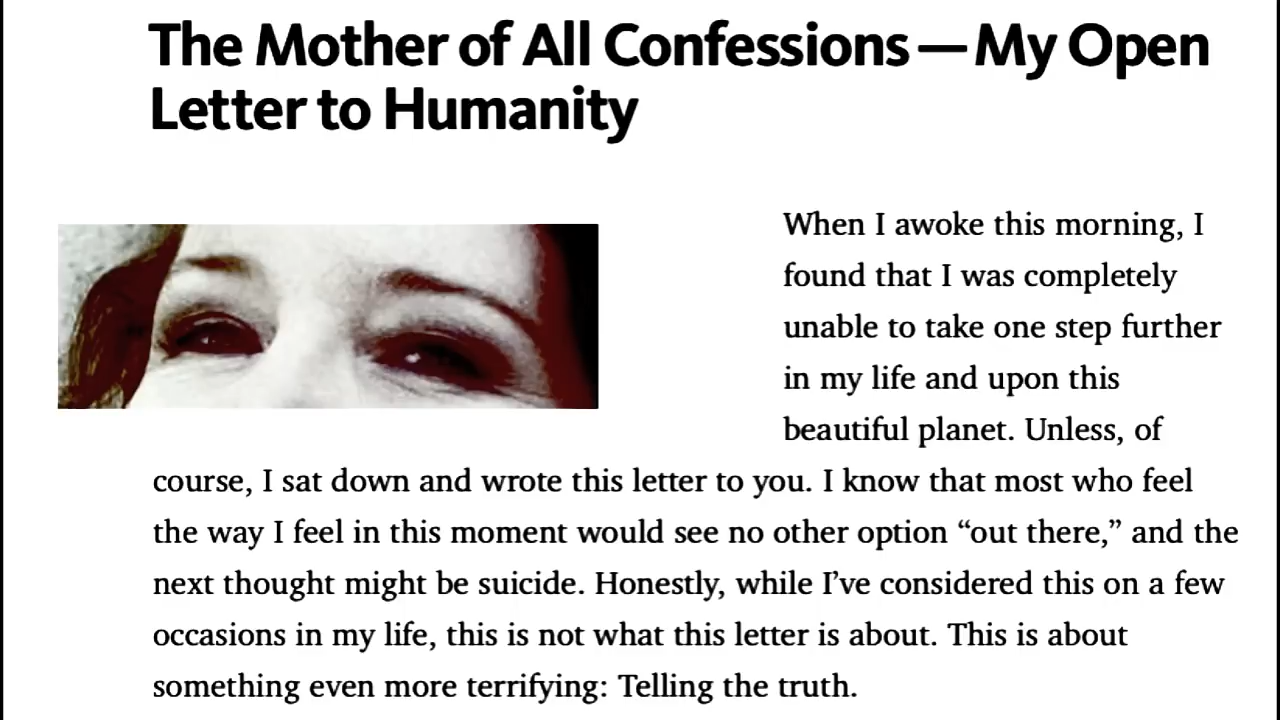 The Mother of All Confessions — My Open
Letter to Humanity
When I awoke this morning, I
found that I was completely
unable to take one step further
in my life and upon this
beautiful planet. Unless, of
course, I sat down and wrote this letter to you. I know that most who feel
the way I feel in this moment would see no other option “out there,” and the
next thought might be suicide. Honestly, while I’ve considered this on a few
occasions in my life, this is not what this letter is about. This is about
something even more terrifying: Telling the truth.